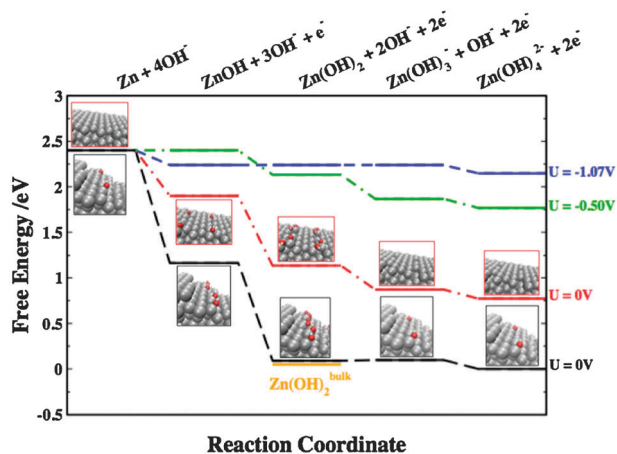 Zn + 4OH⁻
ZnOH + 3OH⁻ + e⁻
Zn(OH)₂ + 2OH⁻ + 2e⁻
Zn(OH)₃⁻ + OH⁻ + 2e⁻
Zn(OH)₄²⁻ + 2e⁻
3
2.5
2
1.5
1
0.5
0
-0.5
Free Energy /eV
U = -1.07V
U = -0.50V
U = 0V
U = 0V
Zn(OH)₂ᵇᵘˡᵏ
Reaction Coordinate